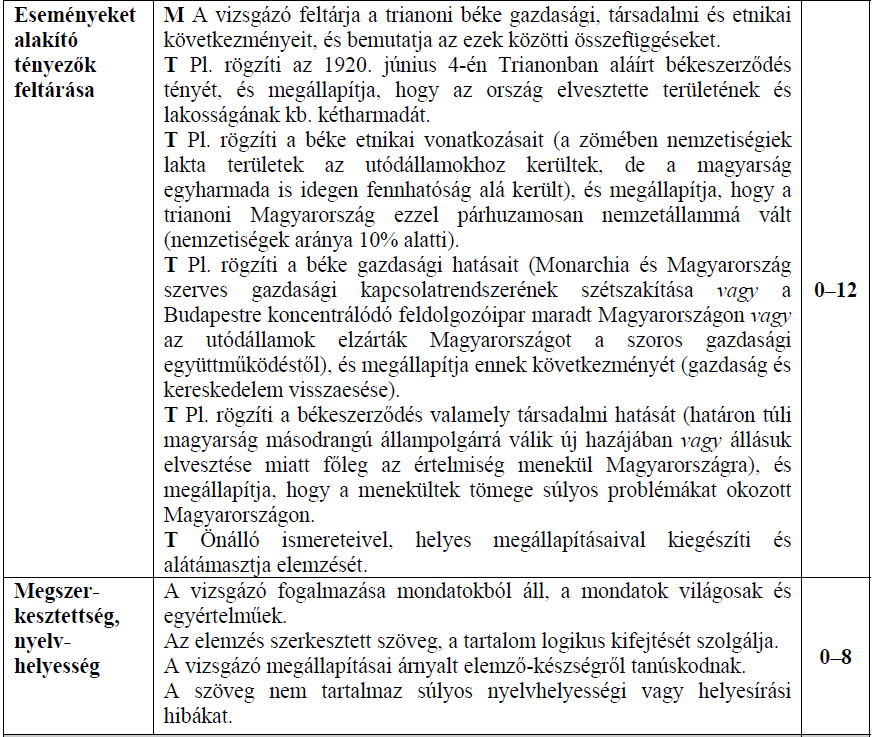 Eseményeket
alakító
tényezők
feltárása
M A vizsgázó feltárja a trianoni béke gazdasági, társadalmi és etnikai
következményeit, és bemutatja az ezek közötti összefüggéseket.
T Pl. rögzíti az 1920. június 4-én Trianonban aláírt békeszerződés
tényét, és megállapítja, hogy az ország elvesztette területének és
lakosságának kb. kétharmadát.
T Pl. rögzíti a béke etnikai vonatkozásait (a zömében nemzetiségiek
lakta területek az utódállamokhoz kerültek, de a magyarság
egyharmada is idegen fennhatóság alá került), és megállapítja, hogy a
trianoni Magyarország ezzel párhuzamosan nemzetállammá vált
(nemzetiségek aránya 10% alatti).
T Pl. rögzíti a béke gazdasági hatásait (Monarchia és Magyarország
szerves gazdasági kapcsolatrendszerének szétszakítása vagy a
Budapestre koncentrálódó feldolgozóipar maradt Magyarországon vagy
az utódállamok elzárták Magyarországot a szoros gazdasági
együttműködéstől), és megállapítja ennek következményét (gazdaság és
kereskedelem visszaesése).
T Pl. rögzíti a békeszerződés valamely társadalmi hatását (határon túli
magyarság másodrangú állampolgárrá válik új hazájában vagy állásuk
elvesztése miatt főleg az értelmiség menekül Magyarországra), és
megállapítja, hogy a menekültek tömege súlyos problémákat okozott
Magyarországon.
T Önálló ismereteivel, helyes megállapításaival kiegészíti és
alátámasztja elemzését.
0–12
Megszer-
kesztettség,
nyelv-
helyesség
A vizsgázó fogalmazása mondatokból áll, a mondatok világosak és
egyértelműek.
Az elemzés szerkesztett szöveg, a tartalom logikus kifejtését szolgálja.
A vizsgázó megállapításai árnyalt elemző-készségről tanúskodnak.
A szöveg nem tartalmaz súlyos nyelvhelyességi vagy helyesírási
hibákat.
0–8